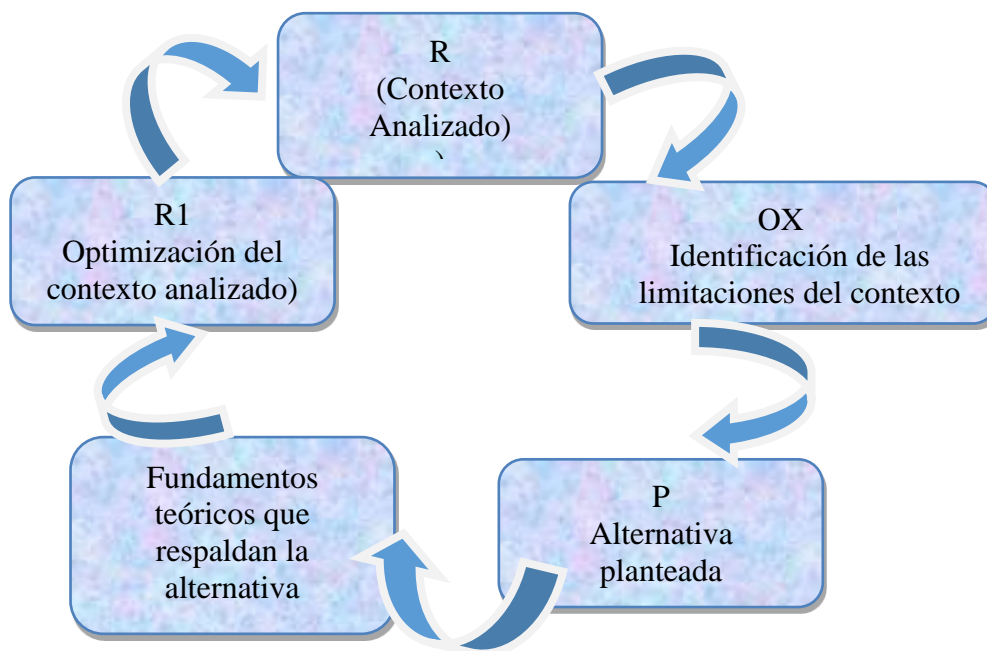 R
(Contexto
Analizado)
)
OX
Identificación de las
limitaciones del contexto
P
Alternativa
planteada
Fundamentos
teóricos que
respaldan la
alternativa
R1
Optimización del
contexto analizado)